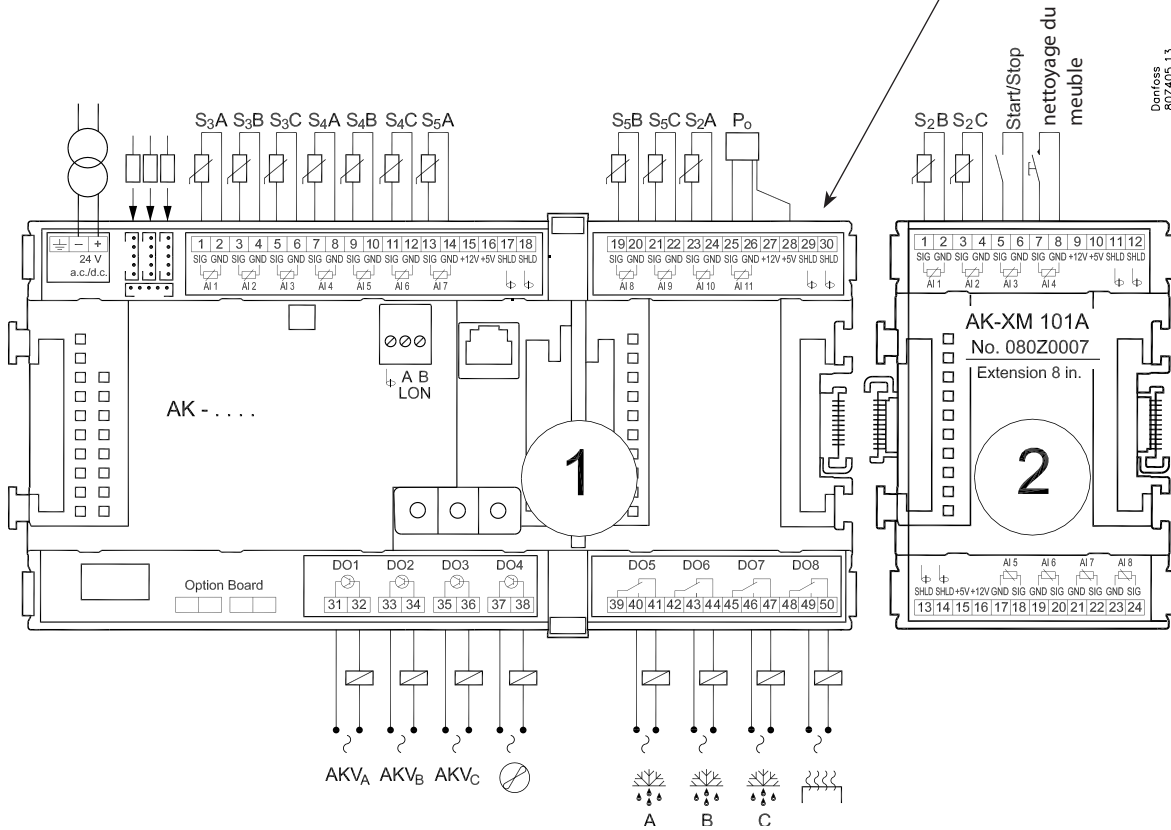 Danfoss
80Z405.13
S3A S3B S3C S4A S4B S4C S5A
S5B S5C S2A Po
S2B S2C Start/Stop nettoyage du
meuble
− +
24 V
a.c./d.c.
1 2 3 4 5 6 7 8 9 10 11 12 13 14 15 16 17 18
SIG GND SIG GND SIG GND SIG GND SIG GND SIG GND SIG GND +12V +5V SHLD SHLD
AI 1 AI 2 AI 3 AI 4 AI 5 AI 6 AI 7
19 20 21 22 23 24 25 26 27 28 29 30
SIG GND SIG GND SIG GND SIG GND +12V +5V SHLD SHLD
AI 8 AI 9 AI 10 AI 11
1 2 3 4 5 6 7 8 9 10 11 12
SIG GND SIG GND SIG GND SIG GND +12V +5V SHLD SHLD
AI 1 AI 2 AI 3 AI 4
A B
LON
AK - . . . .
1
AK-XM 101A
No. 080Z0007
Extension 8 in.
2
Option Board
DO1 DO2 DO3 DO4
31 32 33 34 35 36 37 38
DO5 DO6 DO7 DO8
39 40 41 42 43 44 45 46 47 48 49 50
AI 5 AI 6 AI 7 AI 8
SHLD SHLD +5V +12V GND SIG GND SIG GND SIG GND SIG
13 14 15 16 17 18 19 20 21 22 23 24
AKVA AKVB AKVC
A B C